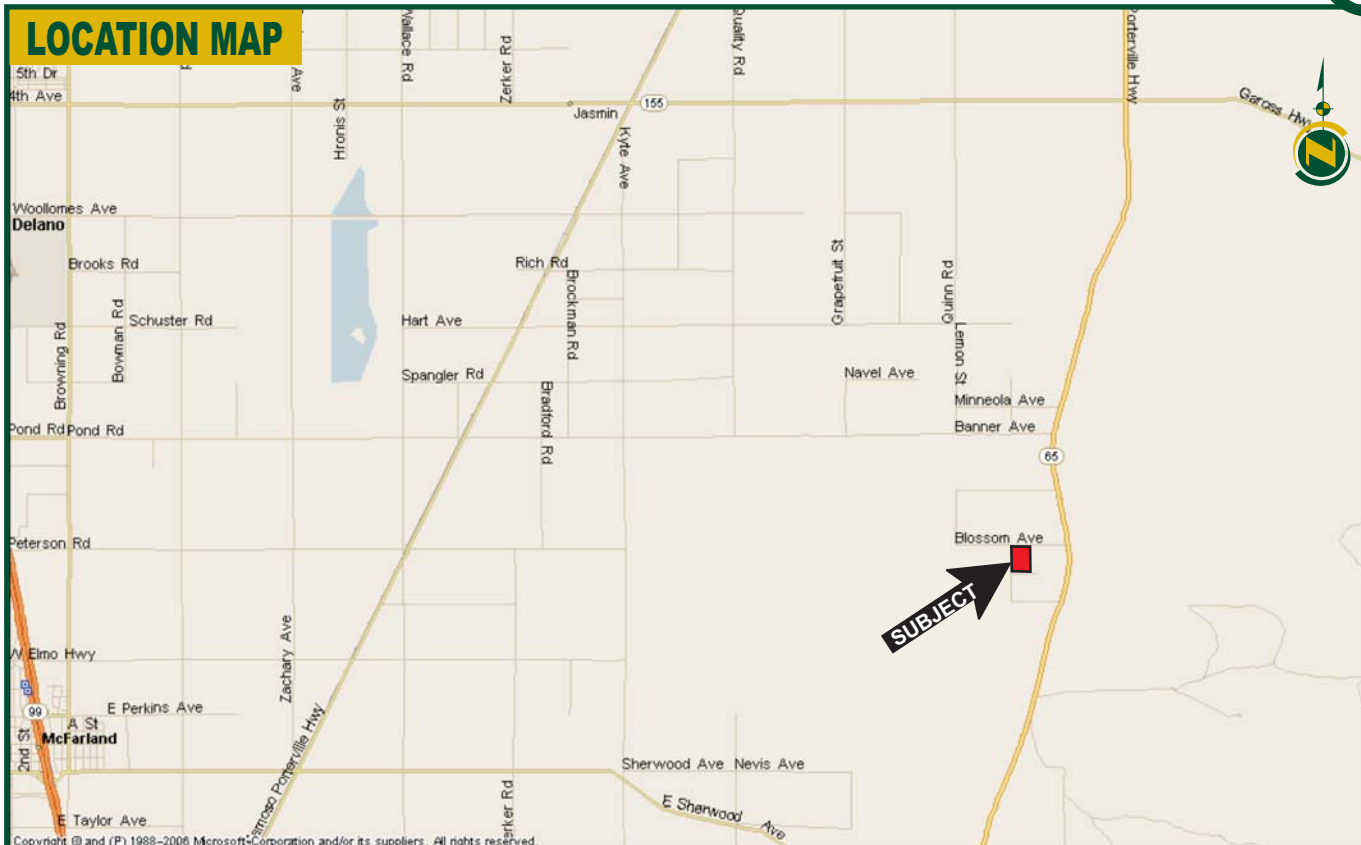 LOCATION MAP
5th Dr
4th Ave
Ave
Hronis St
Wallace Rd
Zerker Rd
Jasmin
155
Kyte Ave
Quality Rd
Porterville Hwy
Garces Hwy
N
Woollomes Ave
Delano
Brooks Rd
Rich Rd
Brockman Rd
Grapefruit St
Quinn Rd
Browning Rd
Bowman Rd
Schuster Rd
Hart Ave
Lemon St
Spangler Rd
Bradford Rd
Navel Ave
Minneola Ave
Pond Rd
Pond Rd
Banner Ave
65
Peterson Rd
Blossom Ave
SUBJECT
W Elmo Hwy
Zachary Ave
99
E Perkins Ave
A St
2nd St
McFarland
Porterville Hwy
Sherwood Ave
Nevis Ave
E Sherwood Ave
E Taylor Ave
Copyright © and (P) 1988–2006 Microsoft Corporation and/or its suppliers. All rights reserved.